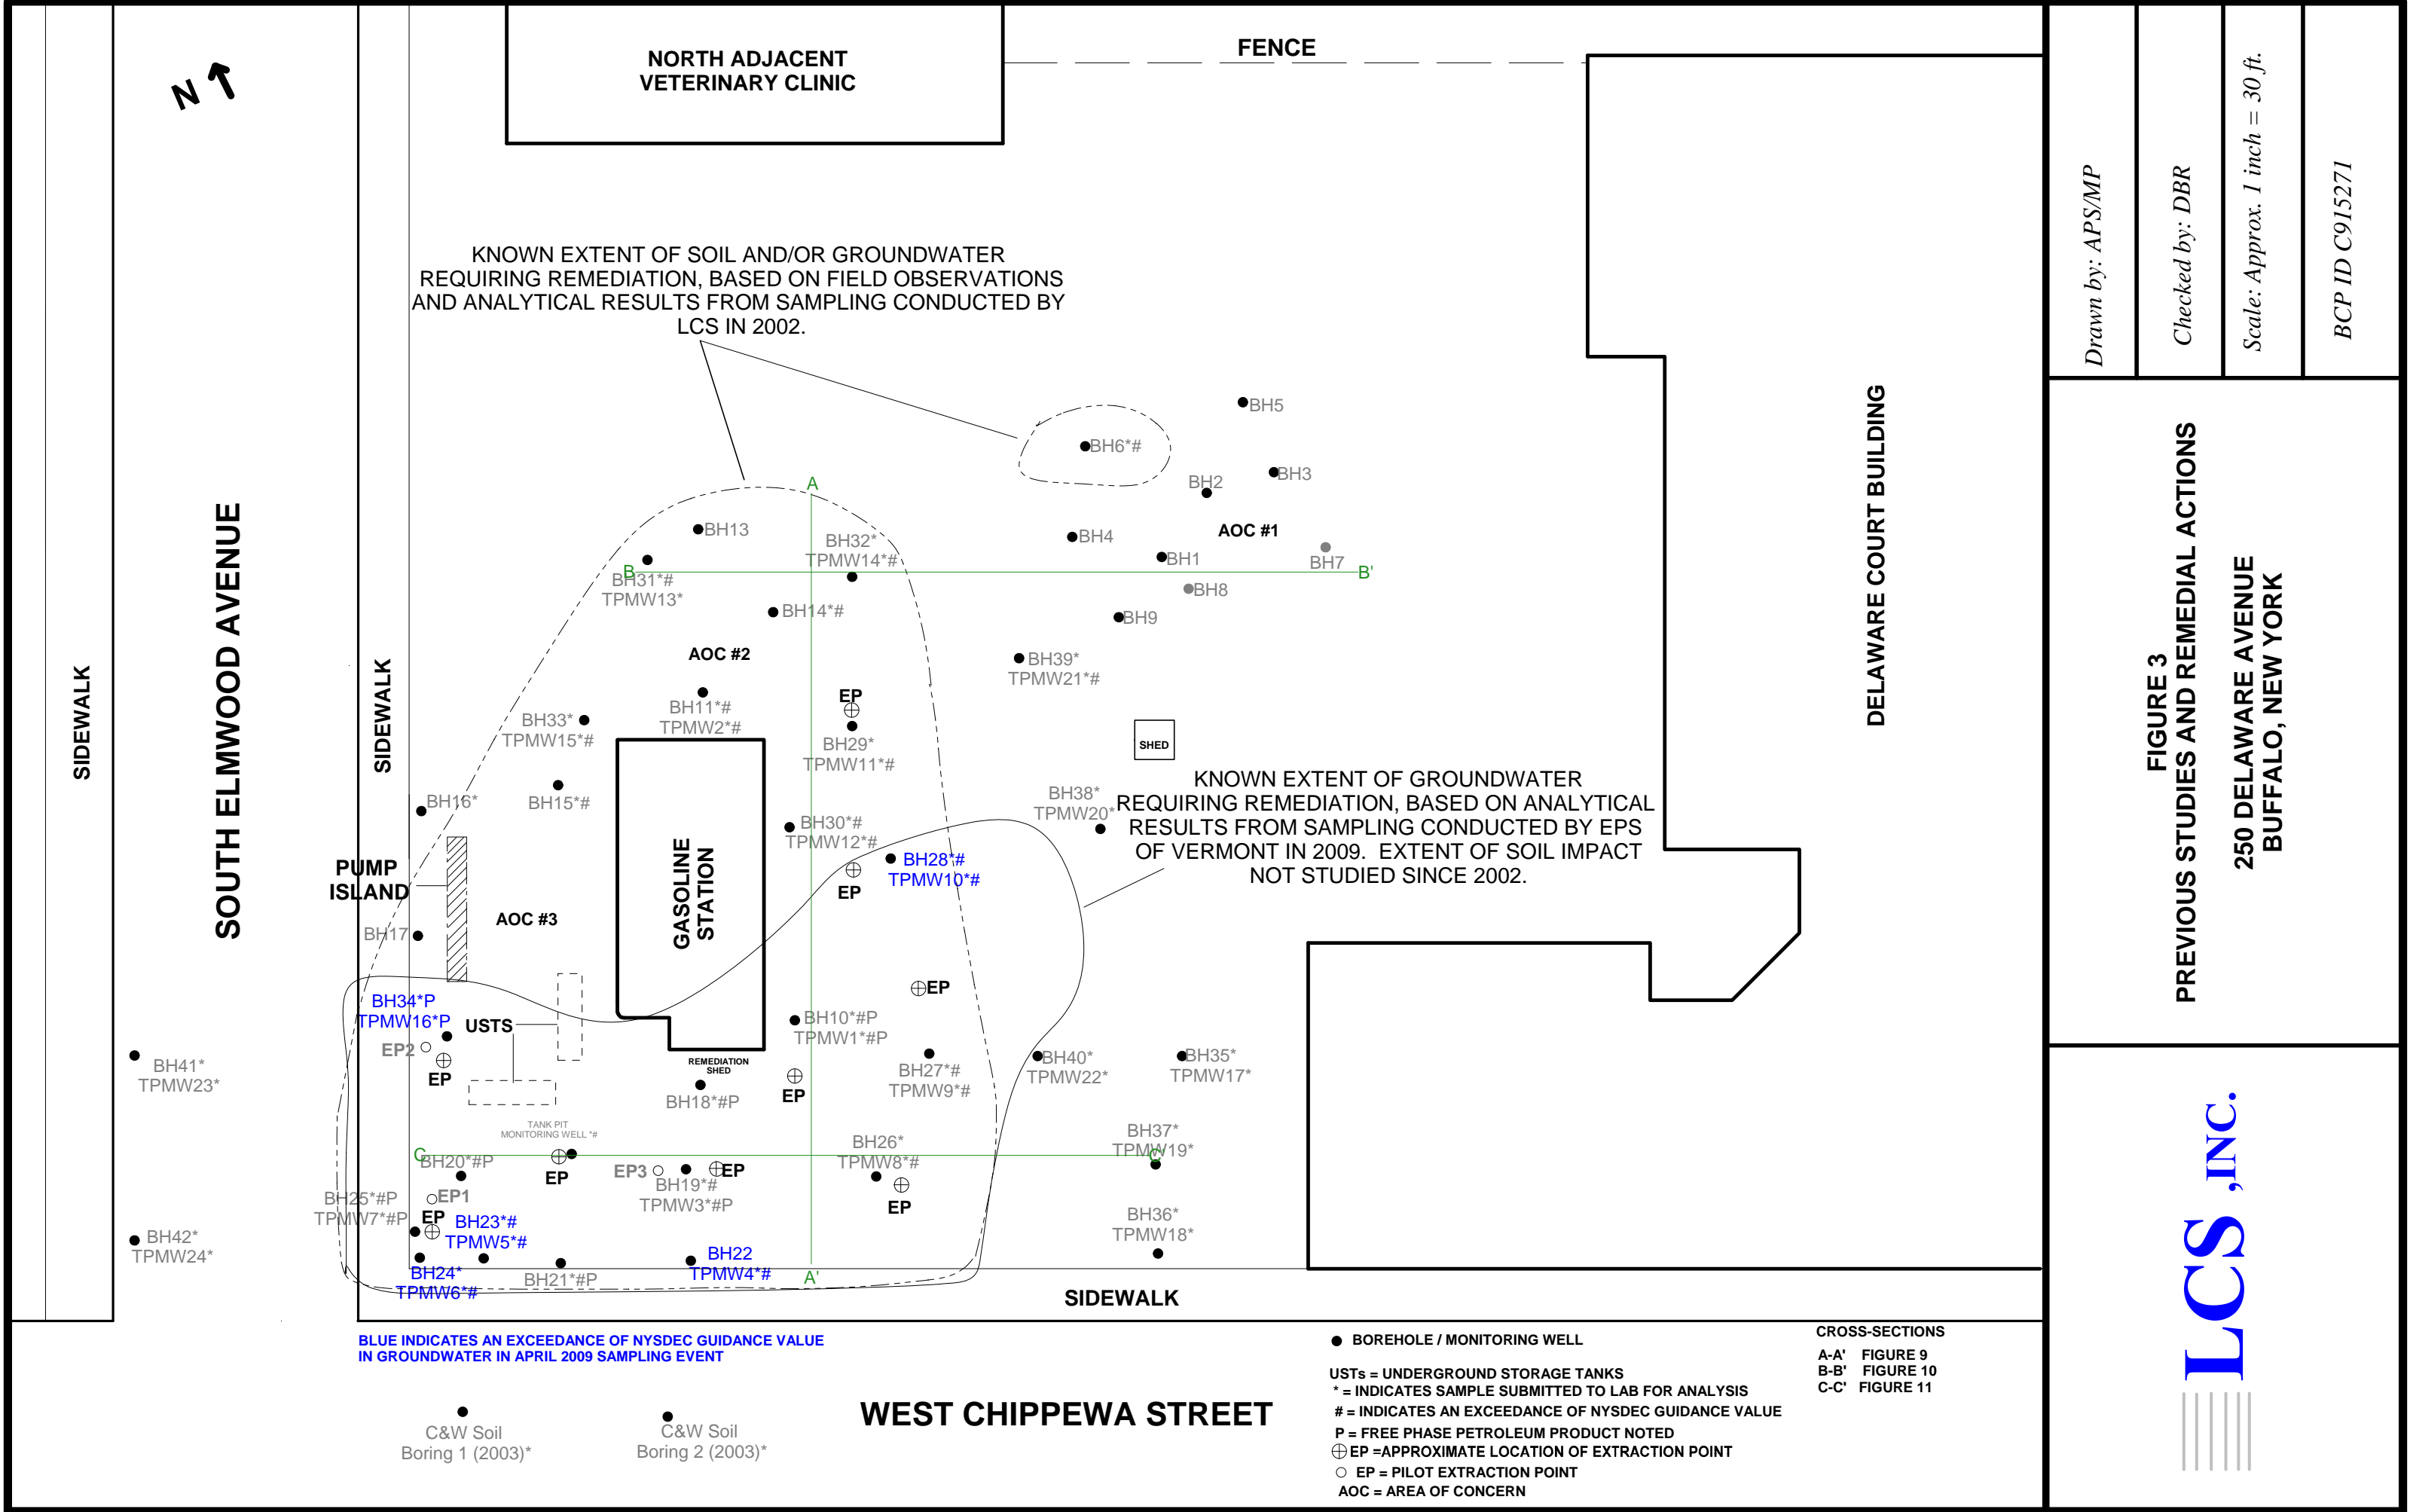 NORTH ADJACENT
VETERINARY CLINIC
FENCE
N
KNOWN EXTENT OF SOIL AND/OR GROUNDWATER
REQUIRING REMEDIATION, BASED ON FIELD OBSERVATIONS
AND ANALYTICAL RESULTS FROM SAMPLING CONDUCTED BY
LCS IN 2002.
SIDEWALK
SOUTH ELMWOOD AVENUE
SIDEWALK
BH5
BH6*#
BH3
BH2
A
AOC #1
BH13
BH4
BH32*
TPMW14*#
BH1
BH7
B
B'
BH31*#
TPMW13*
BH8
BH14*#
BH9
AOC #2
BH39*
TPMW21*#
EP
BH11*#
TPMW2*#
BH33*
TPMW15*#
BH29*
TPMW11*#
SHED
DELAWARE COURT BUILDING
KNOWN EXTENT OF GROUNDWATER
REQUIRING REMEDIATION, BASED ON ANALYTICAL
RESULTS FROM SAMPLING CONDUCTED BY EPS
OF VERMONT IN 2009.  EXTENT OF SOIL IMPACT
NOT STUDIED SINCE 2002.
BH16*
BH15*#
BH38*
TPMW20*
BH30*#
TPMW12*#
PUMP
ISLAND
GASOLINE
STATION
BH28*#
TPMW10*#
EP
AOC #3
BH17
EP
BH34*P
TPMW16*P
USTS
BH10*#P
TPMW1*#P
EP2
EP
REMEDIATION
SHED
BH41*
TPMW23*
BH27*#
TPMW9*#
BH40*
TPMW22*
BH35*
TPMW17*
EP
BH18*#P
TANK PIT
MONITORING WELL *#
BH26*
TPMW8*#
BH37*
TPMW19*
C
C'
BH20*#P
EP
EP3
EP
BH19*#
TPMW3*#P
EP
BH25*#P
TPMW7*#P
EP1
EP
BH23*#
TPMW5*#
BH36*
TPMW18*
BH42*
TPMW24*
BH24*
TPMW6*#
BH21*#P
BH22
TPMW4*#
A'
SIDEWALK
BLUE INDICATES AN EXCEEDANCE OF NYSDEC GUIDANCE VALUE
IN GROUNDWATER IN APRIL 2009 SAMPLING EVENT
C&W Soil
Boring 1 (2003)*
C&W Soil
Boring 2 (2003)*
WEST CHIPPEWA STREET
BOREHOLE / MONITORING WELL
USTs = UNDERGROUND STORAGE TANKS
* = INDICATES SAMPLE SUBMITTED TO LAB FOR ANALYSIS
# = INDICATES AN EXCEEDANCE OF NYSDEC GUIDANCE VALUE
P = FREE PHASE PETROLEUM PRODUCT NOTED
EP =APPROXIMATE LOCATION OF EXTRACTION POINT
EP = PILOT EXTRACTION POINT
AOC = AREA OF CONCERN
CROSS-SECTIONS
A-A' FIGURE 9
B-B' FIGURE 10
C-C' FIGURE 11
Drawn by: APS/MP
Checked by: DBR
Scale: Approx. 1 inch = 30 ft.
BCP ID C915271
FIGURE 3
PREVIOUS STUDIES AND REMEDIAL ACTIONS
250 DELAWARE AVENUE
BUFFALO, NEW YORK
LCS ,INC.